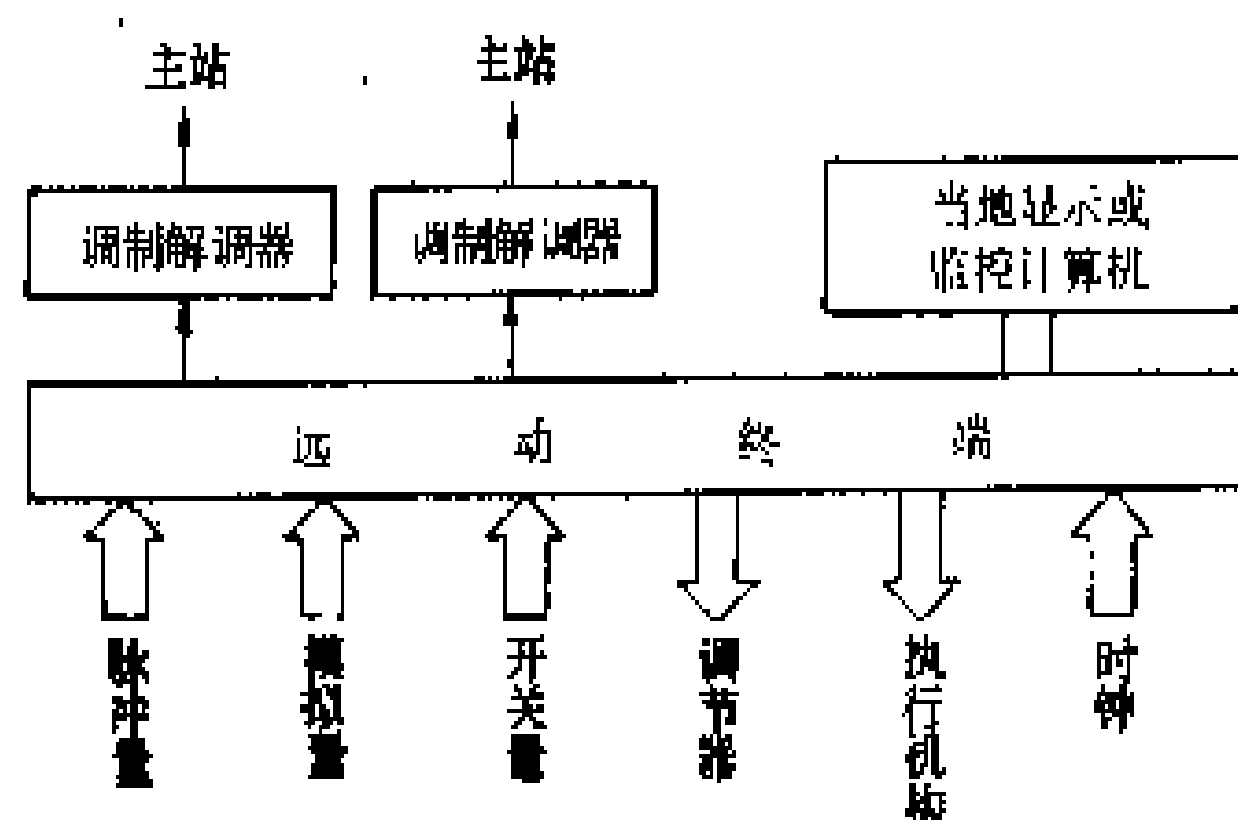 主站
主站
调制解调器
调制解调器
当地显示或
监控计算机
远动终端
脉冲量
模拟量
开关量
调节器
执行机构
时钟